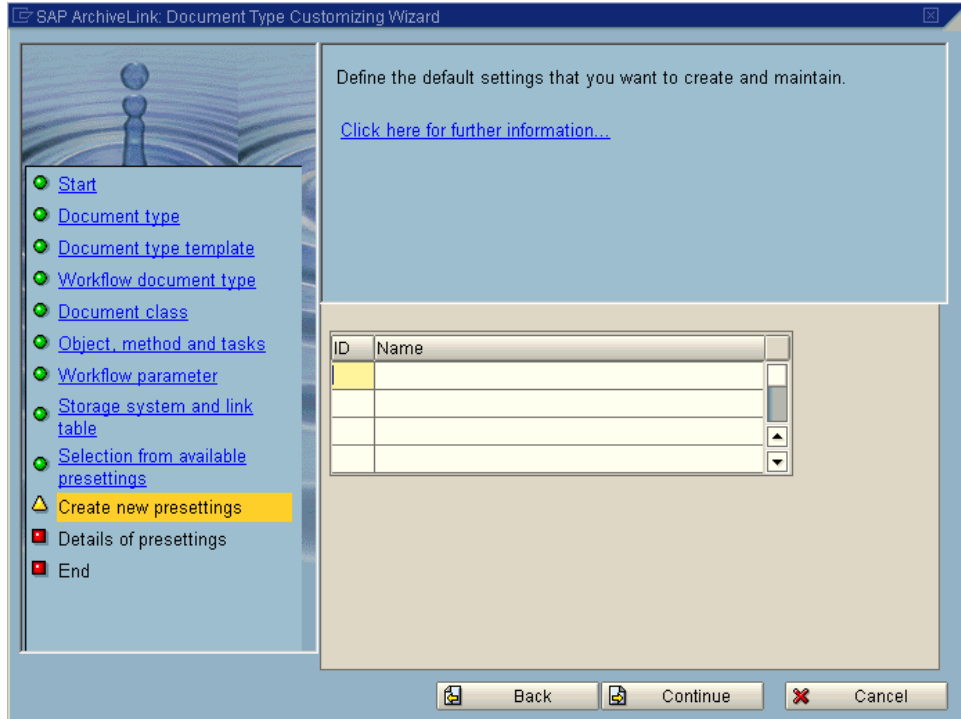 SAP ArchiveLink: Document Type Customizing Wizard
Define the default settings that you want to create and maintain.
Click here for further information...
Start
Document type
Document type template
Workflow document type
Document class
Object, method and tasks
Workflow parameter
Storage system and link
table
Selection from available
presettings
Create new presettings
Details of presettings
End
ID Name
Back Continue Cancel